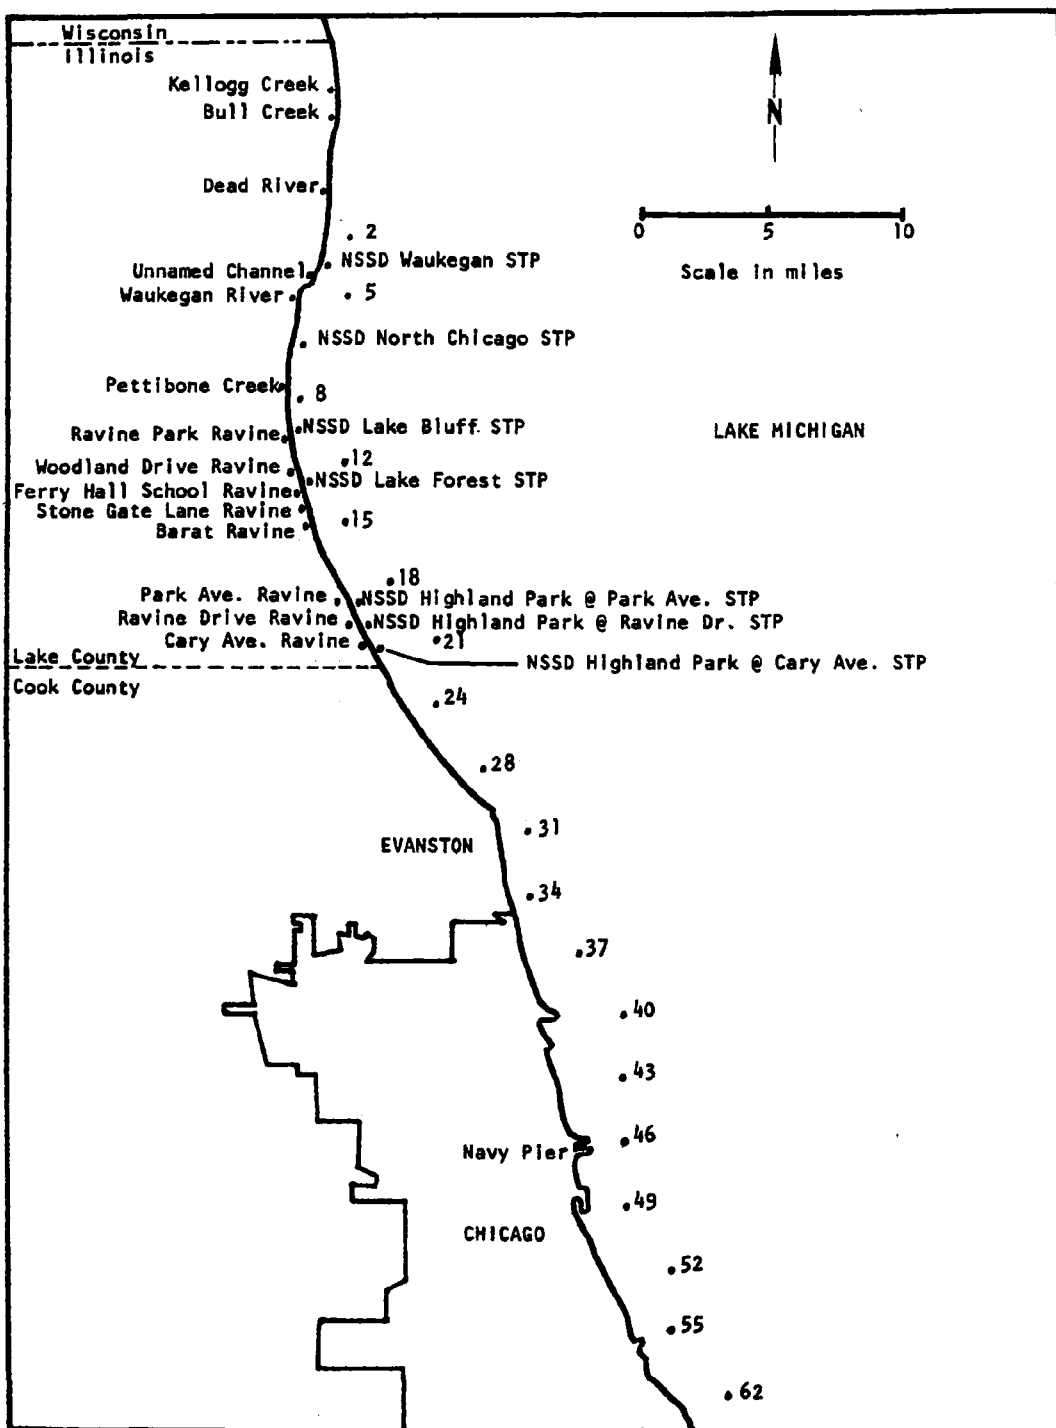 Wisconsin
Illinois
Kellogg Creek
Bull Creek
N
Dead River
0 5 10
2
NSSD Waukegan STP
Scale in miles
Unnamed Channel
Waukegan River
5
NSSD North Chicago STP
Pettibone Creek
8
NSSD Lake Bluff STP
LAKE MICHIGAN
Ravine Park Ravine
12
Woodland Drive Ravine
NSSD Lake Forest STP
Ferry Hall School Ravine
Stone Gate Lane Ravine
15
Barat Ravine
18
Park Ave. Ravine
NSSD Highland Park @ Park Ave. STP
Ravine Drive Ravine
NSSD Highland Park @ Ravine Dr. STP
Cary Ave. Ravine
21
Lake County
NSSD Highland Park @ Cary Ave. STP
Cook County
24
28
31
EVANSTON
34
37
40
43
46
Navy Pier
49
CHICAGO
52
55
62